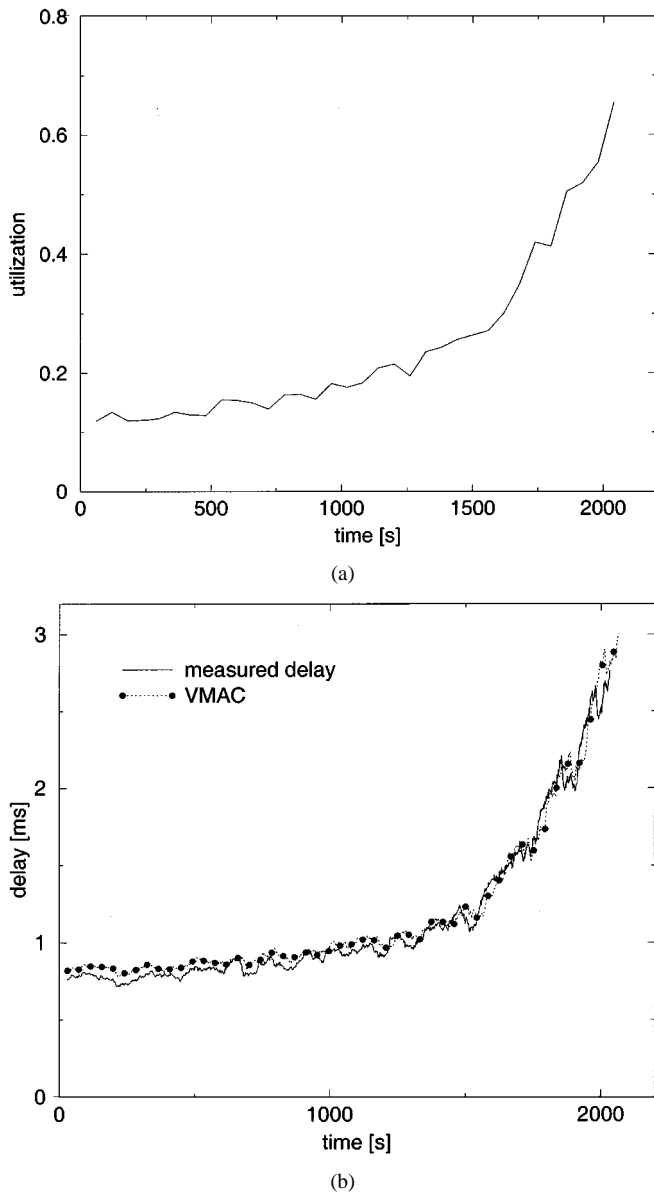 0.8
0.6
utilization
0.4
0.2
0
0 500 1000 1500 2000
time [s]
(a)
3
measured delay
VMAC
2
delay [ms]
1
0
0 1000 2000
time [s]
(b)